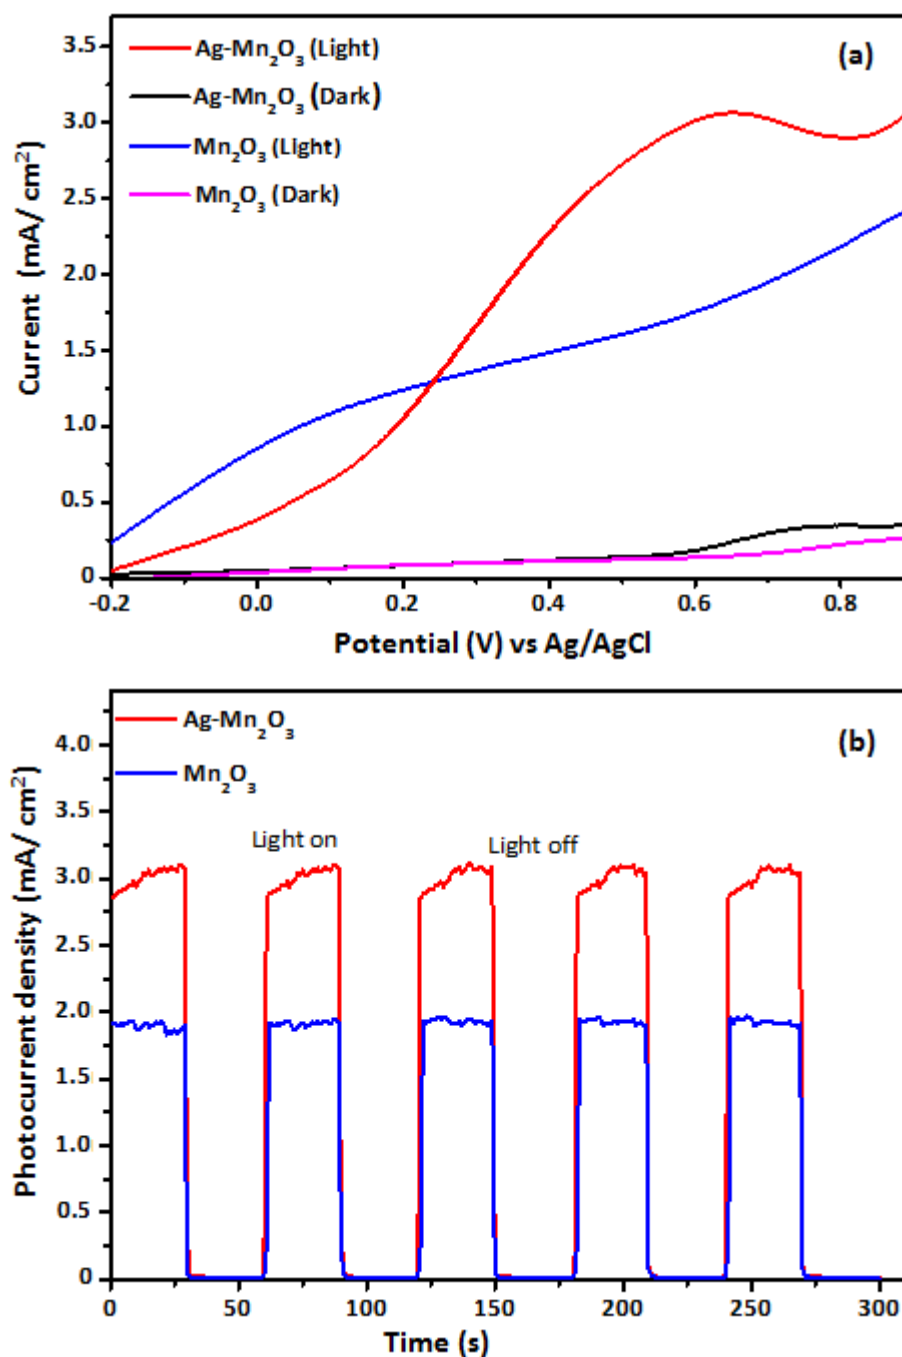 3.5
3.0
2.5
2.0
1.5
1.0
0.5
0
Current (mA/ cm²)
Ag-Mn₂O₃ (Light)
Ag-Mn₂O₃ (Dark)
Mn₂O₃ (Light)
Mn₂O₃ (Dark)
(a)
-0.2 0.0 0.2 0.4 0.6 0.8
Potential (V) vs Ag/AgCl
4.0
3.5
3.0
2.5
2.0
1.5
1.0
0.5
0
Photocurrent density (mA/ cm²)
Ag-Mn₂O₃
Mn₂O₃
(b)
Light on
Light off
0 50 100 150 200 250 300
Time (s)